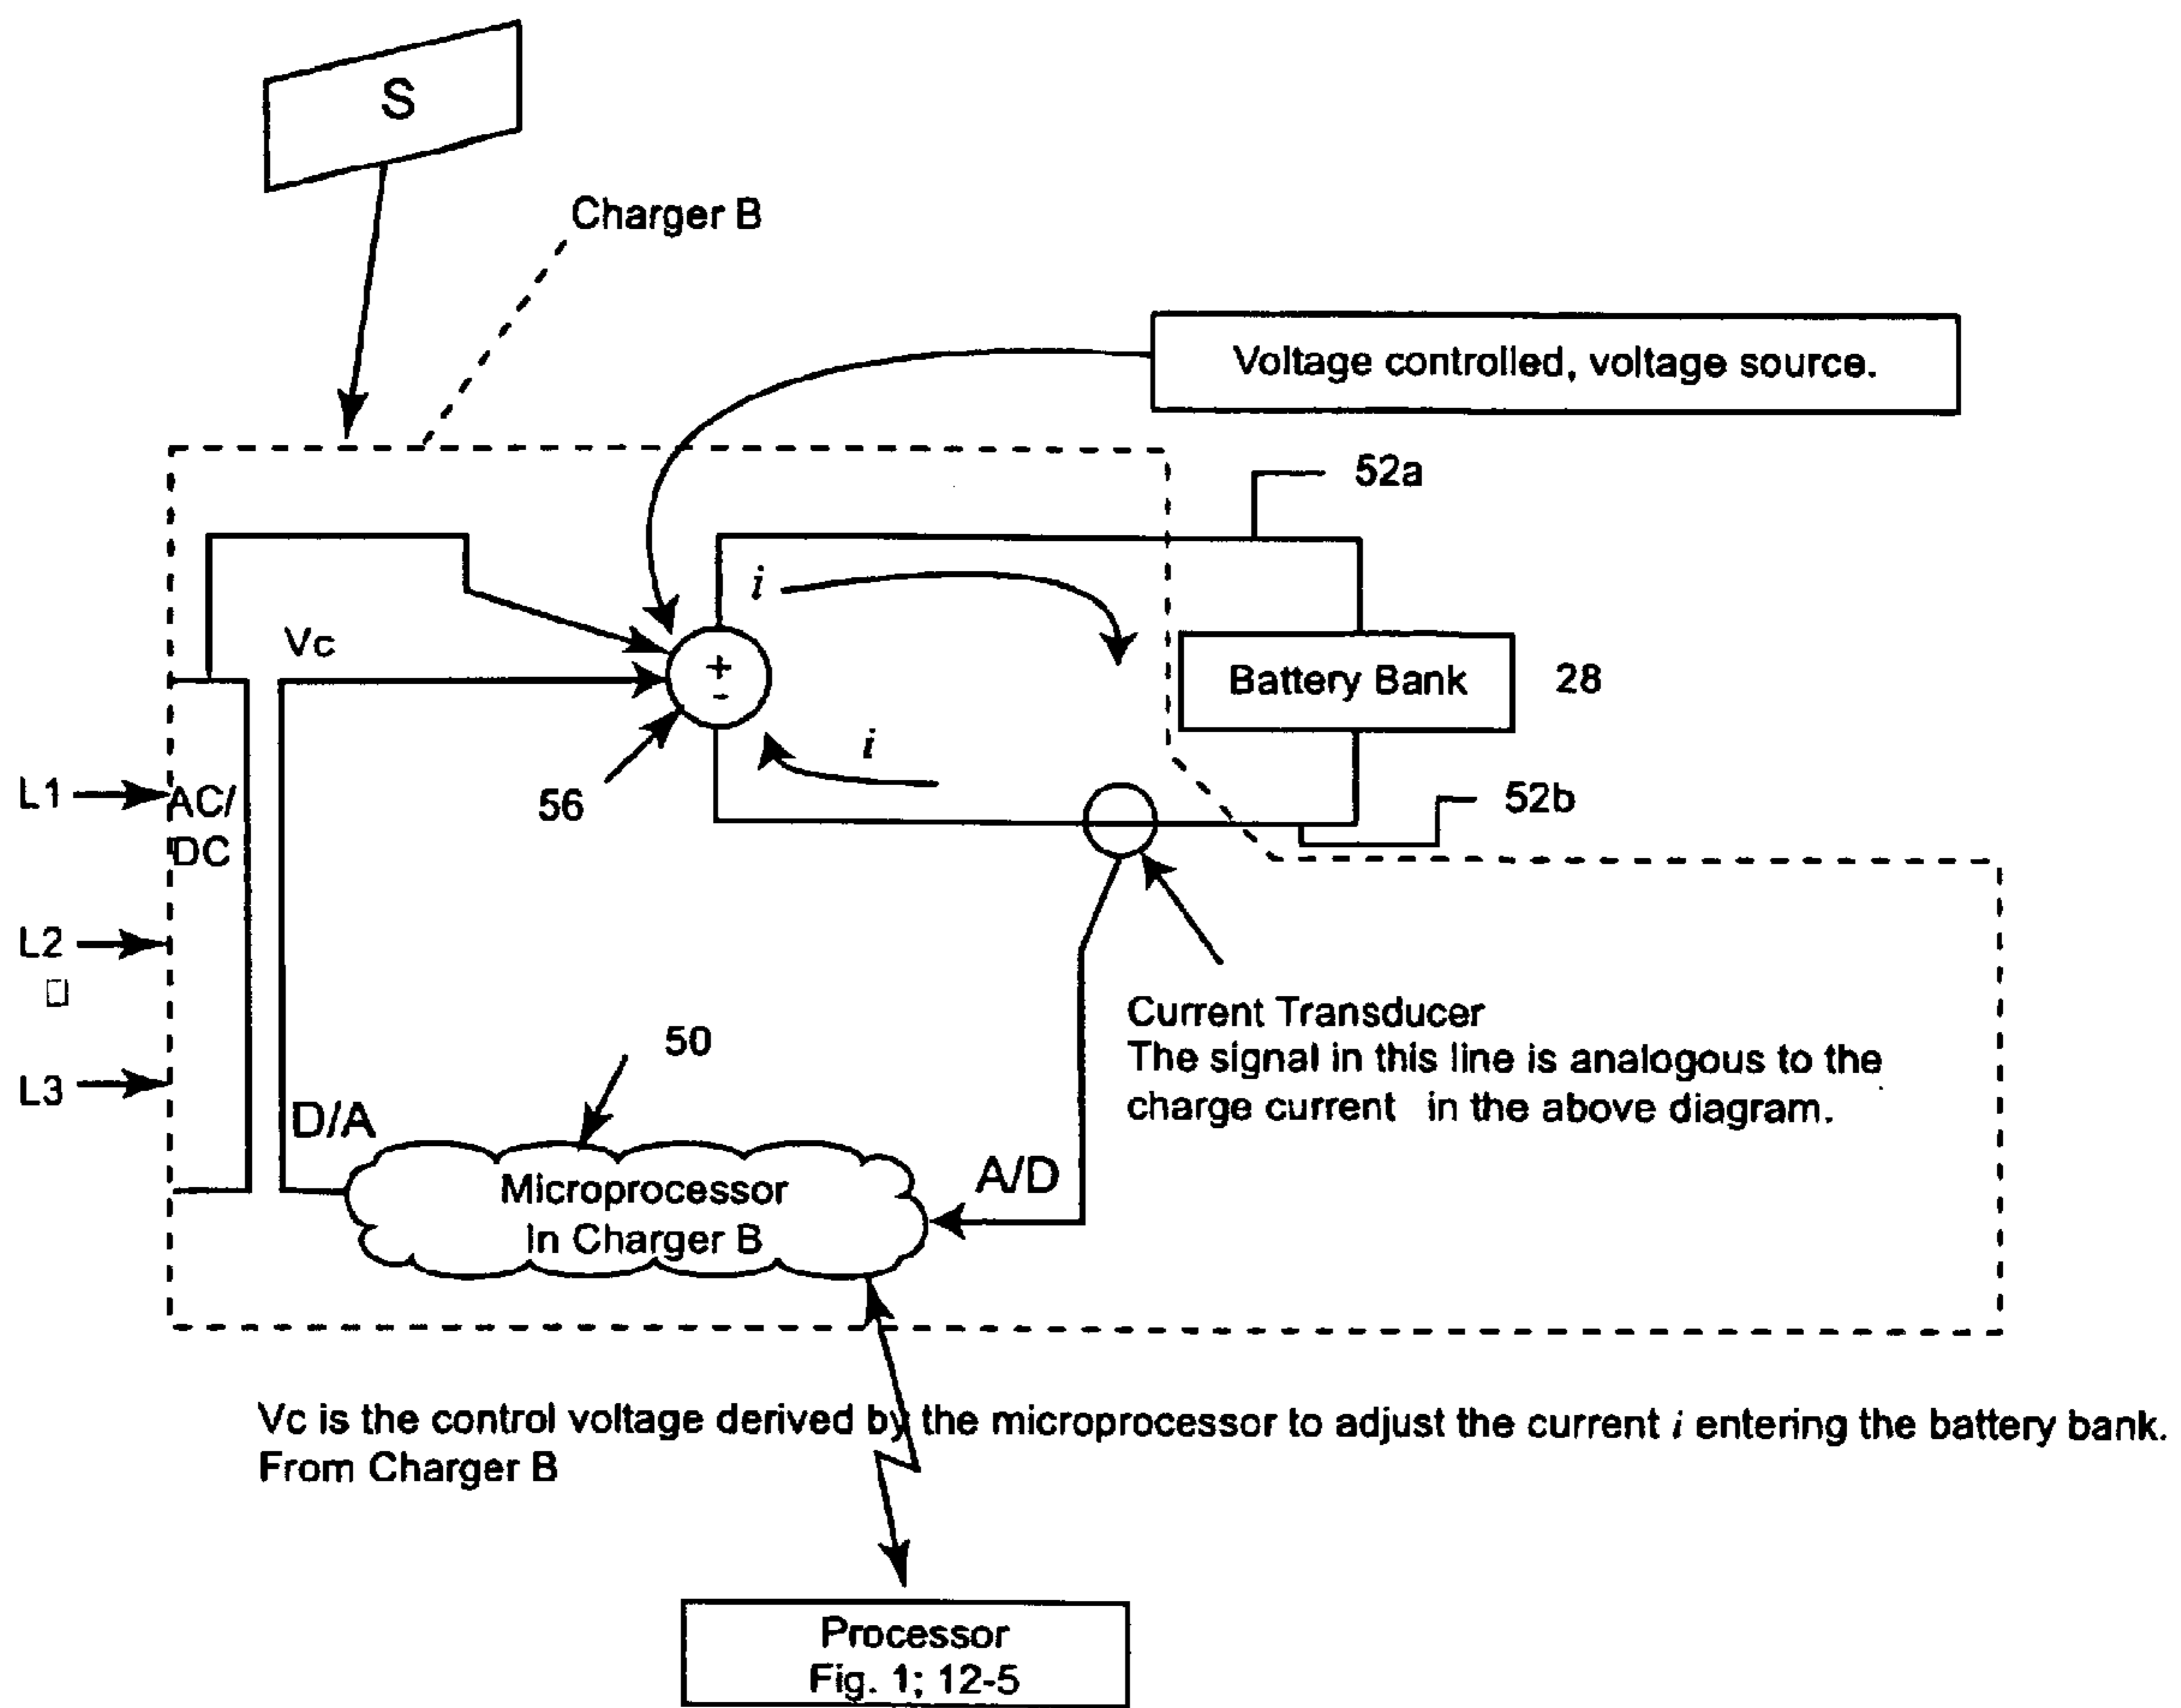 S
Charger B
Voltage controlled, voltage source.
52a
i
Vc
+
-
Battery Bank
28
i
56
52b
L1
AC/
DC
L2
L3
Current Transducer
The signal in this line is analogous to the
charge current in the above diagram.
50
D/A
A/D
Microprocessor
In Charger B
Vc is the control voltage derived by the microprocessor to adjust the current i entering the battery bank.
From Charger B
Processor
Fig. 1; 12-5